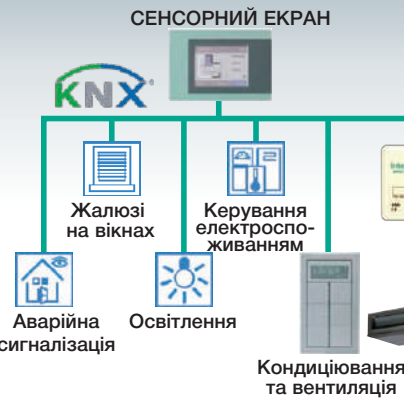 СЕНСОРНИЙ ЕКРАН
KNX
Жалюзі
на вікнах
Керування
електроспо-
живанням
Аварійна
сигналізація
Освітлення
Кондиціювання
та вентиляція